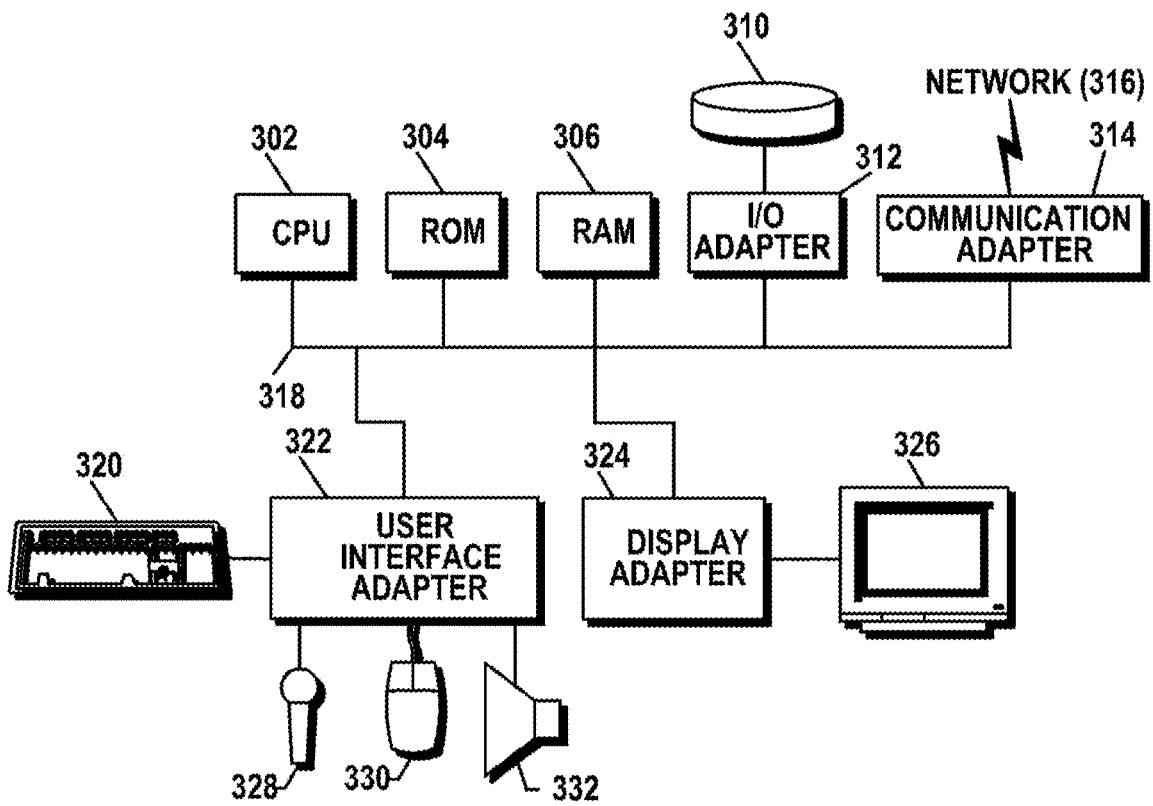 310
NETWORK (316)
302
304
306
312
314
CPU
ROM
RAM
I/O
ADAPTER
COMMUNICATION
ADAPTER
318
322
324
326
320
USER
INTERFACE
ADAPTER
DISPLAY
ADAPTER
328
330
332